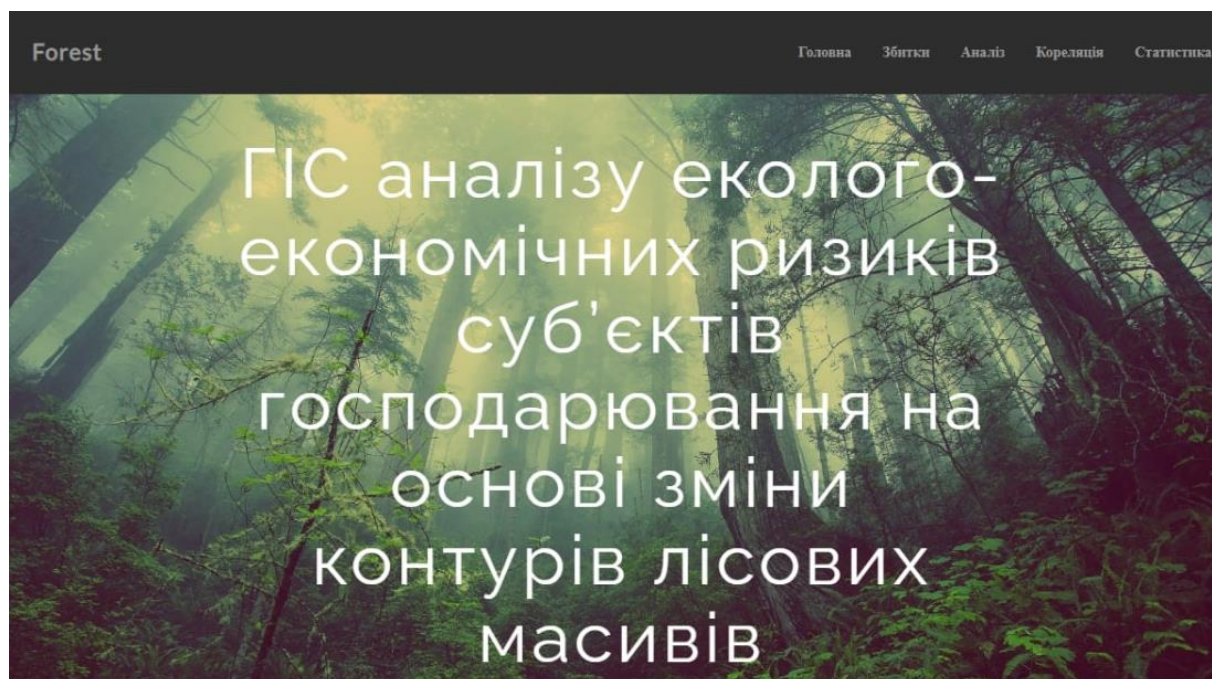 Forest
Головна Збитки Аналіз Кореляція Статистика
ГІС аналізу еколого-
економічних ризиків
суб’єктів
господарювання на
основі зміни
контурів лісових
масивів